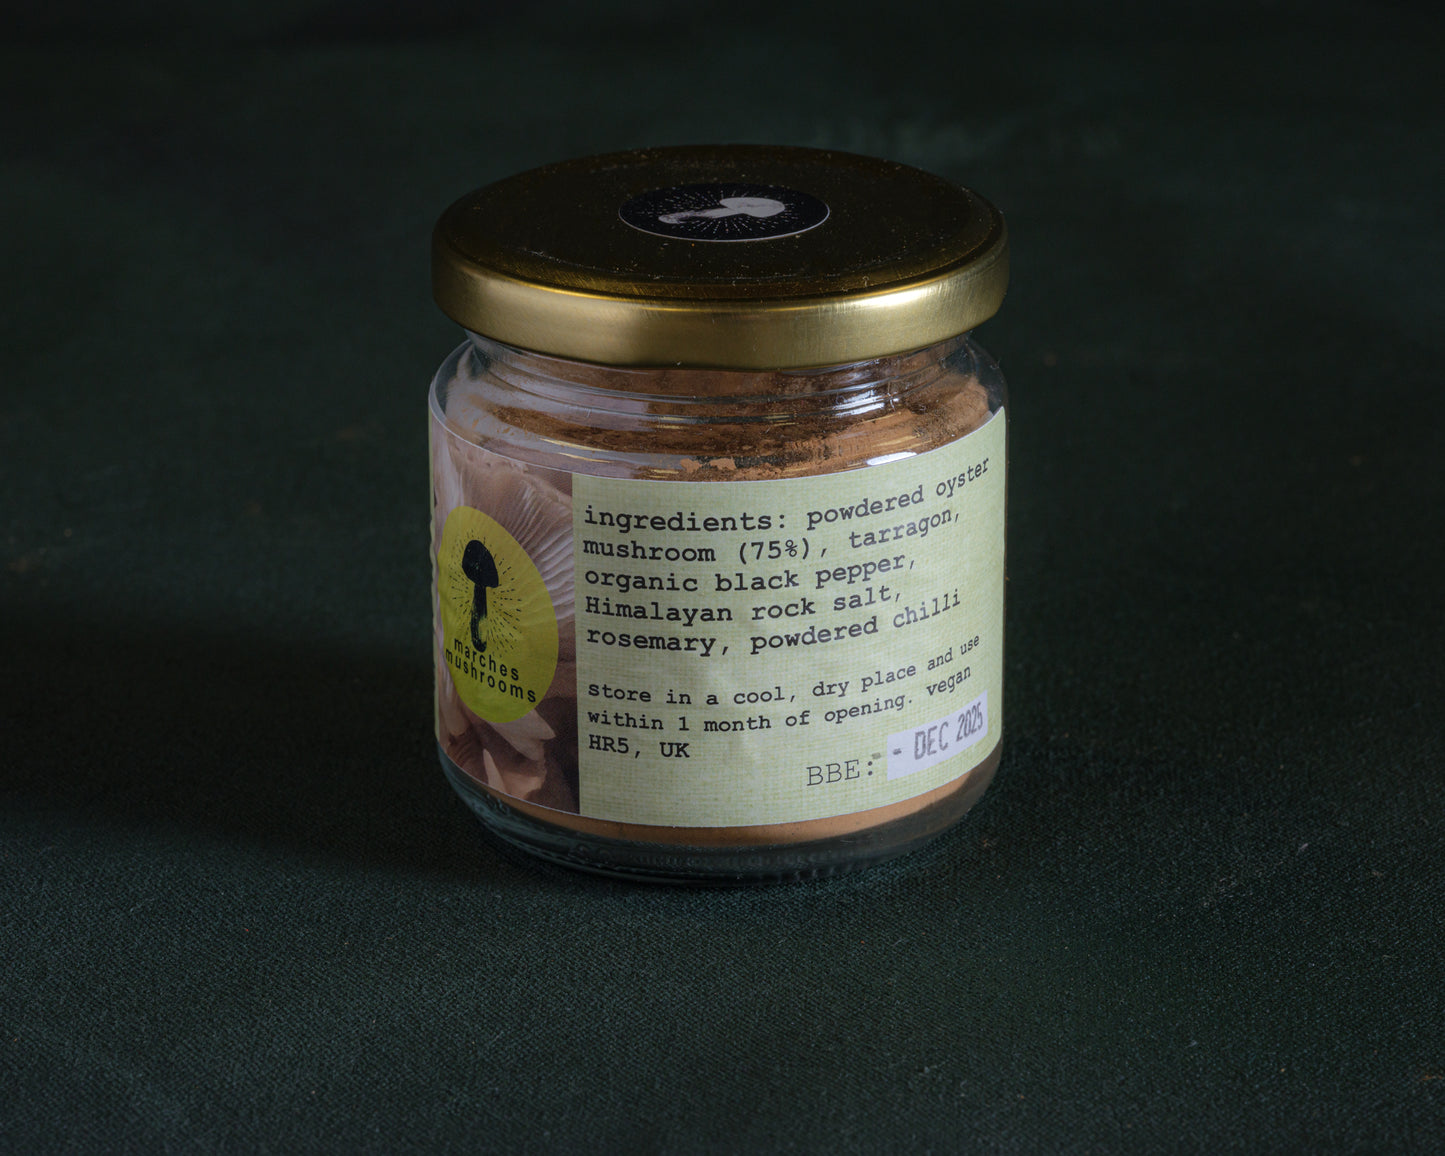 marches
mushrooms
ingredients: powdered oyster
mushroom (75%), tarragon,
organic black pepper,
Himalayan rock salt,
rosemary, powdered chilli
store in a cool, dry place and use
within 1 month of opening. vegan
HR5, UK
BBE: - DEC 2025